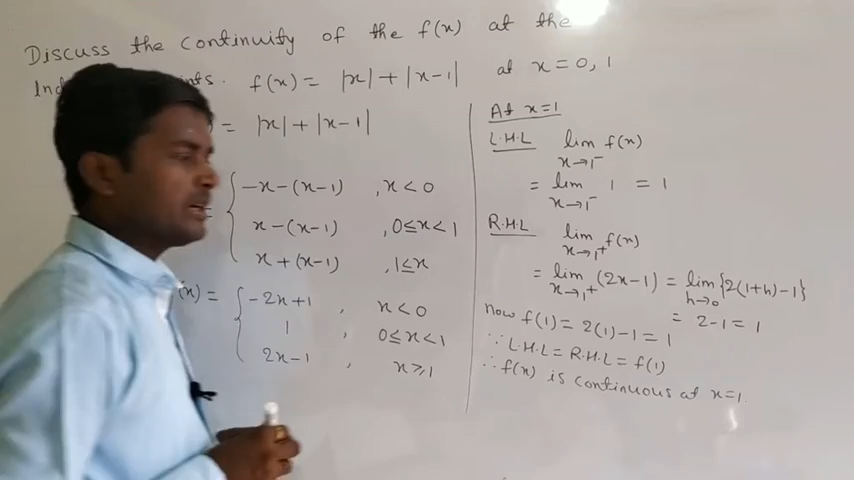 Discuss the continuity of the f(x) at the
f(x) = |x| + |x-1| at x = 0, 1
= |x| + |x-1|
= { -x-(x-1) , x < 0
x-(x-1) , 0≤x< 1
x+(x-1) , 1≤x
(x) = { -2x+1 , x < 0
1 , 0≤x<1
2x-1 , x≥1
At x=1
L.H.L lim f(x)
x→1⁻
= lim 1 = 1
x→1⁻
R.H.L lim f(x)
x→1⁺
= lim (2x-1) = lim {2(1+h)-1}
x→1⁺ h→0
= 2-1 = 1
Now f(1) = 2(1)-1 = 1
∵ L.H.L = R.H.L = f(1)
∴ f(x) is continuous at x=1.